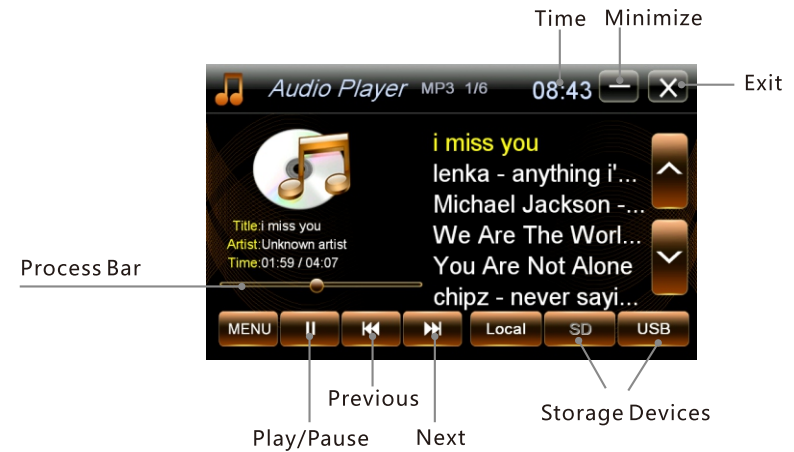 Time Minimize
Audio Player MP3 1/6 08:43
Exit
i miss you
lenka - anything i'...
Michael Jackson -...
We Are The Worl...
You Are Not Alone
chipz - never sayi...
Title:i miss you
Artist:Unknown artist
Time:01:59 / 04:07
Process Bar
MENU Local SD USB
Previous
Storage Devices
Play/Pause Next